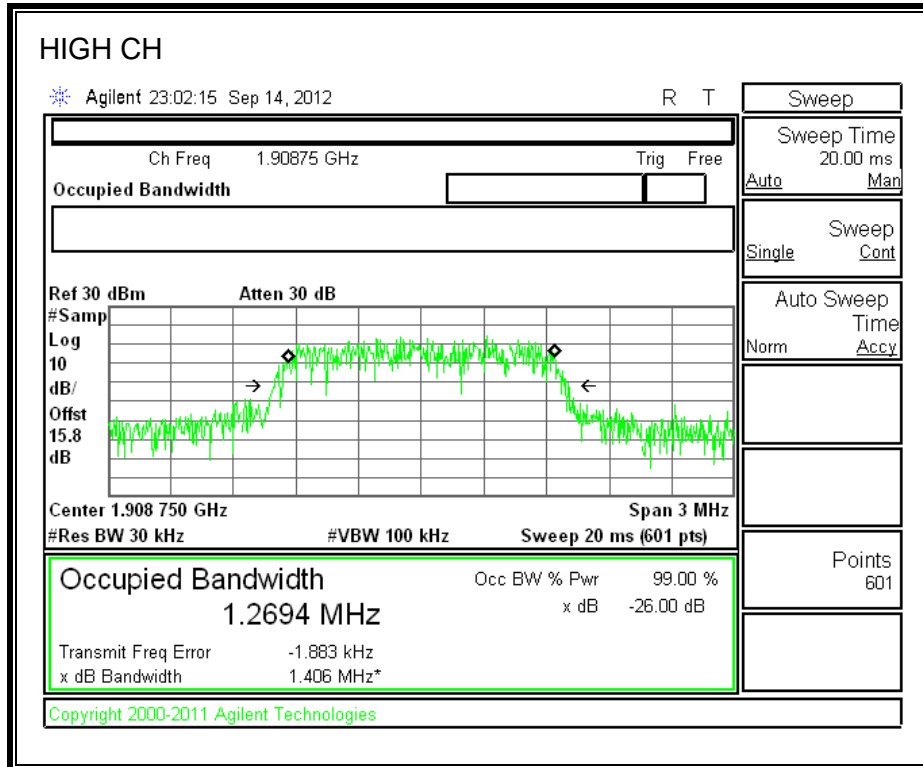 HIGH CH
Agilent 23:02:15 Sep 14, 2012 R T
Sweep
Ch Freq 1.90875 GHz Trig Free
Occupied Bandwidth
Sweep Time
20.00 ms
Auto Man
Sweep
Single Cont
Auto Sweep
Time
Norm Accy
Ref 30 dBm Atten 30 dB
#Samp
Log
10
dB/
Offst
15.8
dB
Center 1.908 750 GHz Span 3 MHz
#Res BW 30 kHz #VBW 100 kHz Sweep 20 ms (601 pts)
Occupied Bandwidth
1.2694 MHz
Occ BW % Pwr 99.00 %
x dB -26.00 dB
Transmit Freq Error -1.883 kHz
x dB Bandwidth 1.406 MHz*
Points
601
Copyright 2000-2011 Agilent Technologies